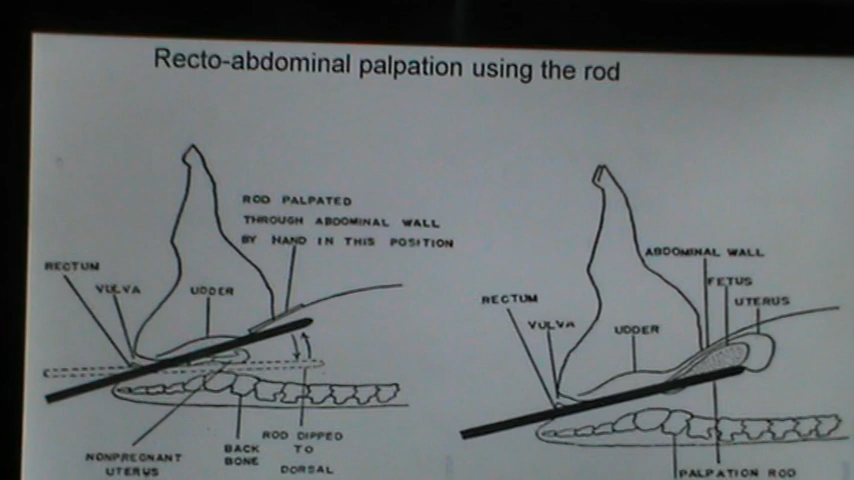 Recto-abdominal palpation using the rod
ROD PALPATED
THROUGH ABDOMINAL WALL
BY HAND IN THIS POSITION
RECTUM
VULVA
UDDER
NONPREGNANT
UTERUS
BACK
BONE
ROD DIPPED
TO
DORSAL
ABDOMINAL WALL
FETUS
UTERUS
RECTUM
VULVA
UDDER
PALPATION ROD